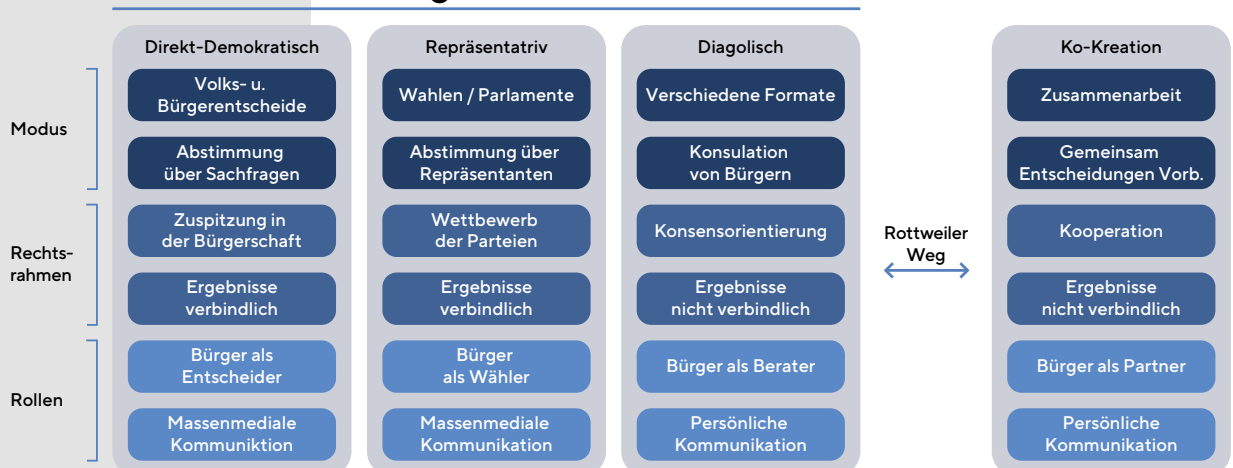 Direkt-Demokratisch
Repräsentatriv
Diagolisch
Ko-Kreation
Modus
Volks- u.
Bürgerentscheide
Wahlen / Parlamente
Verschiedene Formate
Zusammenarbeit
Abstimmung
über Sachfragen
Abstimmung über
Repräsentanten
Konsulation
von Bürgern
Gemeinsam
Entscheidungen Vorb.
Rechts-
rahmen
Zuspitzung in
der Bürgerschaft
Wettbewerb
der Parteien
Konsensorientierung
Rottweiler
Weg
Kooperation
Ergebnisse
verbindlich
Ergebnisse
verbindlich
Ergebnisse
nicht verbindlich
Ergebnisse
nicht verbindlich
Rollen
Bürger als
Entscheider
Bürger
als Wähler
Bürger als Berater
Bürger als Partner
Massenmediale
Kommuniktion
Massenmediale
Kommunikation
Persönliche
Kommunikation
Persönliche
Kommunikation